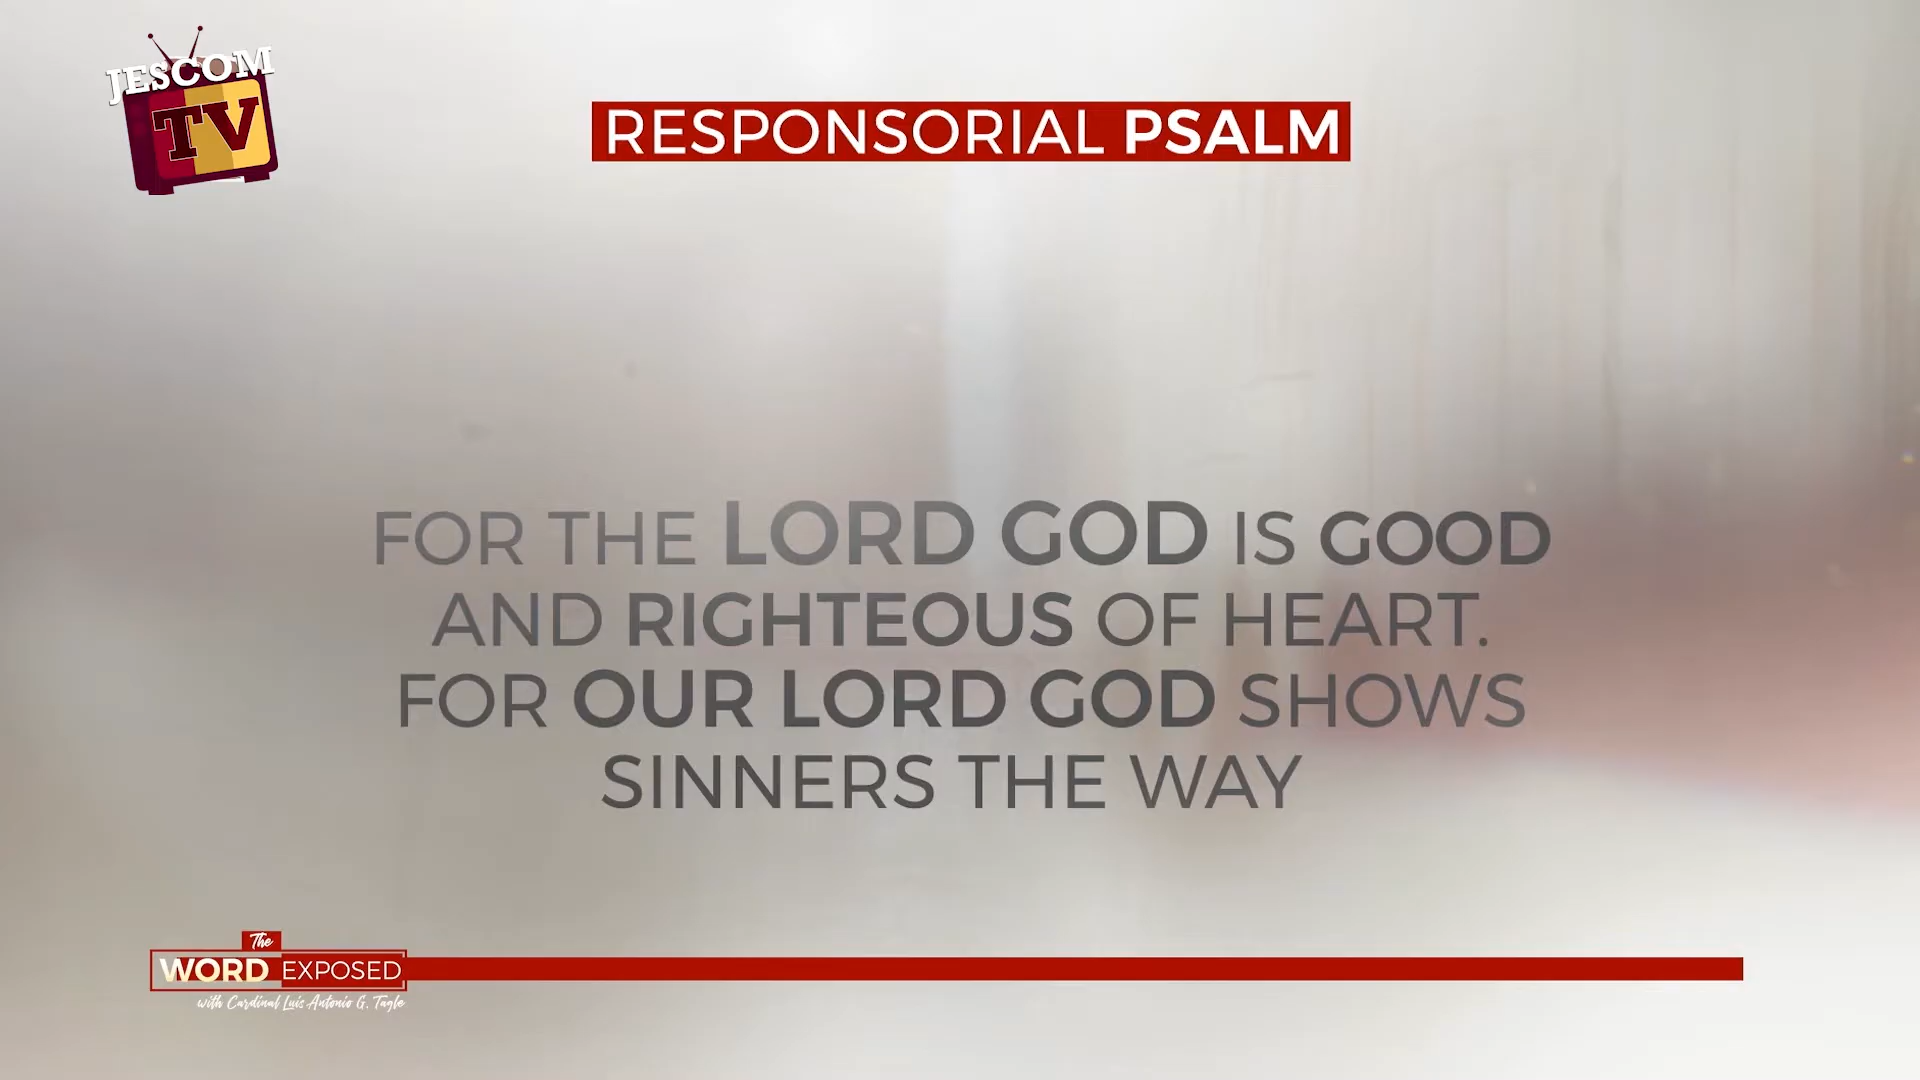 JESCOM
TV
RESPONSORIAL PSALM
FOR THE LORD GOD IS GOOD
AND RIGHTEOUS OF HEART.
FOR OUR LORD GOD SHOWS
SINNERS THE WAY
The
WORD EXPOSED
with Cardinal Luis Antonio G. Tagle